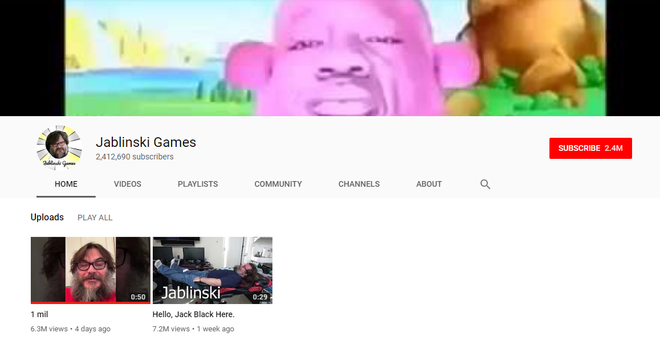 Jablinski Games
Jablinski Games
2,412,690 subscribers
SUBSCRIBE 2.4M
HOME VIDEOS PLAYLISTS COMMUNITY CHANNELS ABOUT
Uploads PLAY ALL
0:50
Jablinski
0:29
1 mil
6.3M views • 4 days ago
Hello, Jack Black Here.
7.2M views • 1 week ago